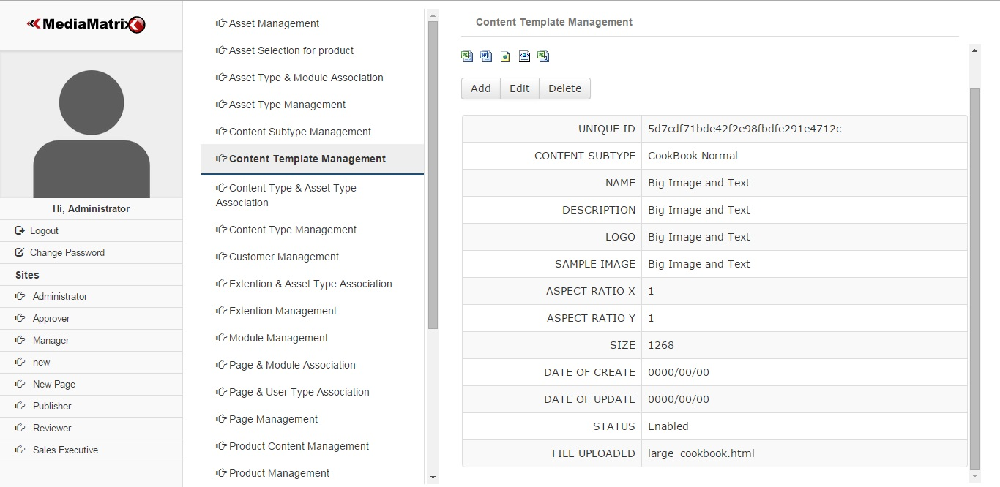 MediaMatrix
Hi, Administrator
Logout
Change Password
Sites
Administrator
Approver
Manager
new
New Page
Publisher
Reviewer
Sales Executive
Asset Management
Asset Selection for product
Asset Type & Module Association
Asset Type Management
Content Subtype Management
Content Template Management
Content Type & Asset Type
Association
Content Type Management
Customer Management
Extention & Asset Type Association
Extention Management
Module Management
Page & Module Association
Page & User Type Association
Page Management
Product Content Management
Product Management
Content Template Management
Add Edit Delete
UNIQUE ID 5d7cdf71bde42f2e98fbdfe291e4712c
CONTENT SUBTYPE CookBook Normal
NAME Big Image and Text
DESCRIPTION Big Image and Text
LOGO Big Image and Text
SAMPLE IMAGE Big Image and Text
ASPECT RATIO X 1
ASPECT RATIO Y 1
SIZE 1268
DATE OF CREATE 0000/00/00
DATE OF UPDATE 0000/00/00
STATUS Enabled
FILE UPLOADED large_cookbook.html